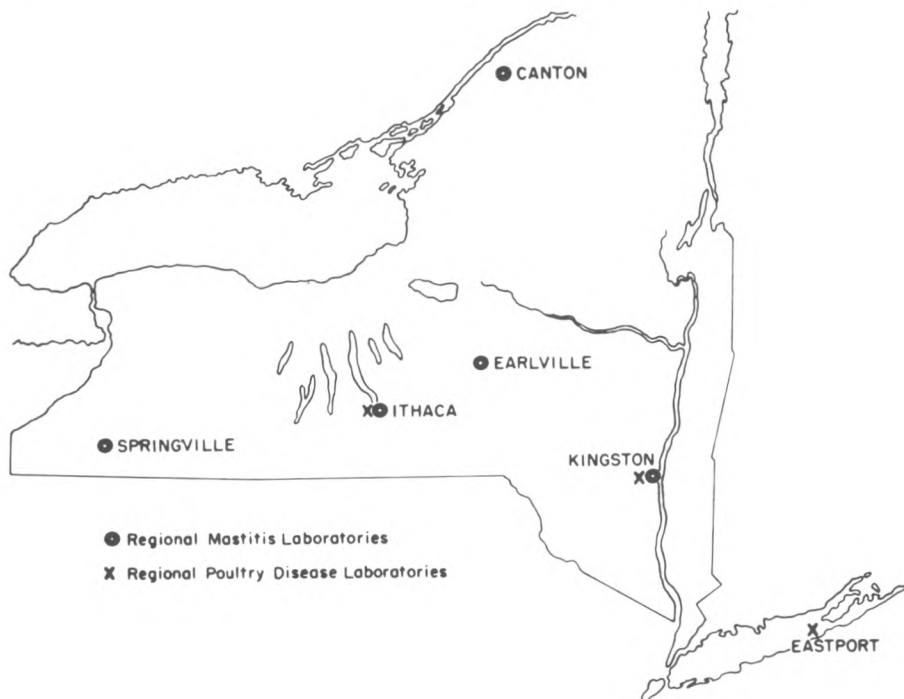 CANTON
EARLVILLE
X ITHACA
SPRINGVILLE
KINGSTON
X
Regional Mastitis Laboratories
X Regional Poultry Disease Laboratories
X
EASTPORT